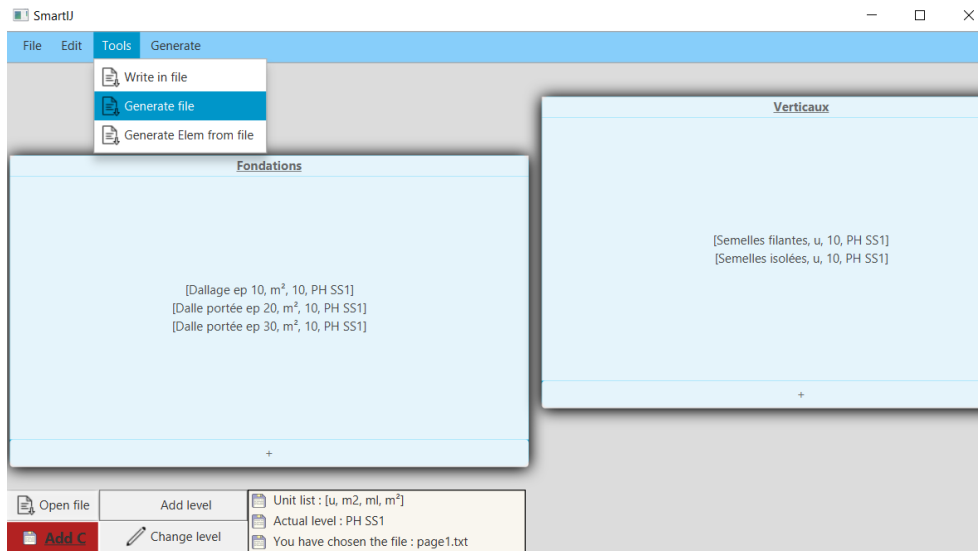 SmartIJ
File Edit Tools Generate
Write in file
Generate file
Generate Elem from file
Fondations
[Dallage ep 10, m², 10, PH SS1]
[Dalle portée ep 20, m², 10, PH SS1]
[Dalle portée ep 30, m², 10, PH SS1]
+
Verticaux
[Semelles filantes, u, 10, PH SS1]
[Semelles isolées, u, 10, PH SS1]
+
Open file
Add level
Add C
Change level
Unit list : [u, m2, ml, m²]
Actual level : PH SS1
You have chosen the file : page1.txt